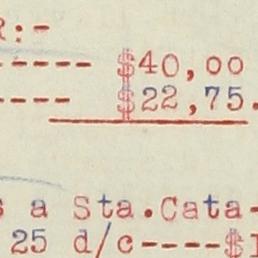 R:-
----- $40,00
---- $22,75.
s a Sta.Cata-
25 d/c----$1